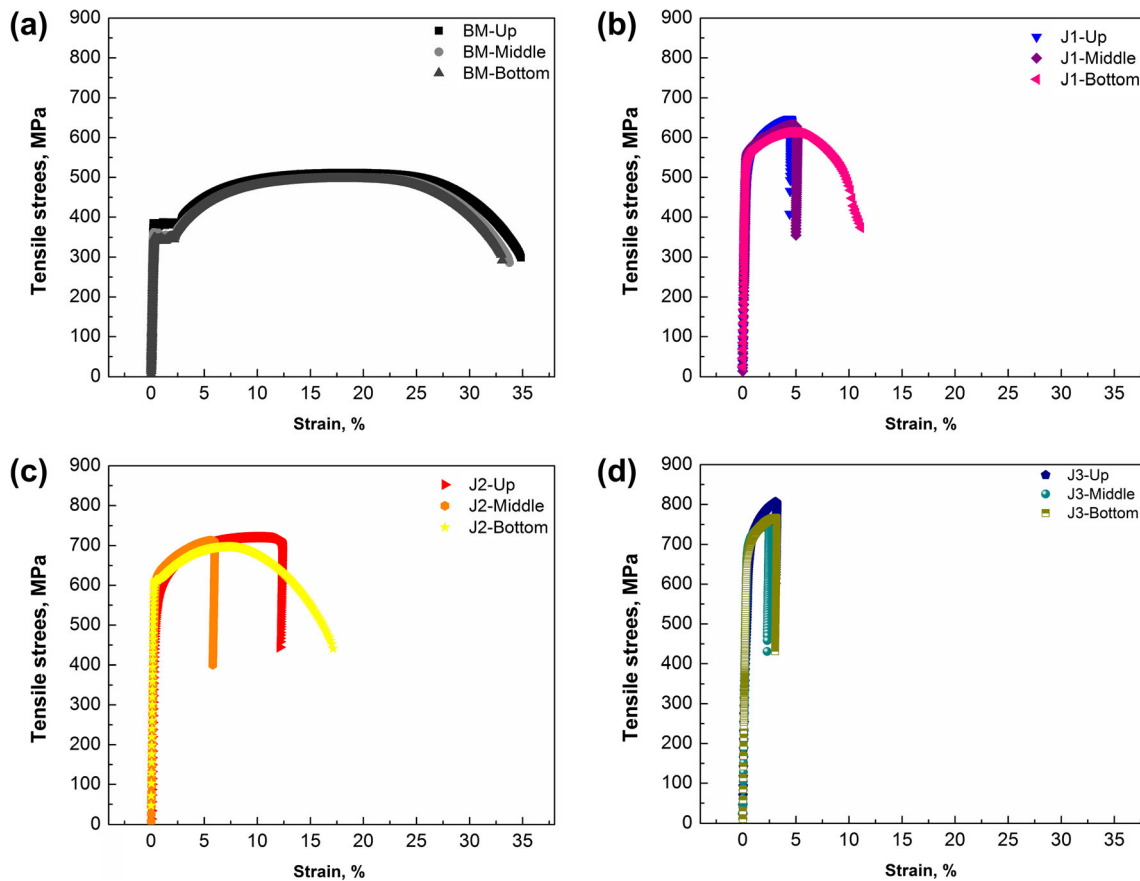 (a)
900
800
700
600
500
400
300
200
100
0
0 5 10 15 20 25 30 35
Tensile strees, MPa
Strain, %
BM-Up
BM-Middle
BM-Bottom
(b)
900
800
700
600
500
400
300
200
100
0
0 5 10 15 20 25 30 35
Tensile strees, MPa
Strain, %
J1-Up
J1-Middle
J1-Bottom
(c)
900
800
700
600
500
400
300
200
100
0
0 5 10 15 20 25 30 35
Tensile strees, MPa
Strain, %
J2-Up
J2-Middle
J2-Bottom
(d)
900
800
700
600
500
400
300
200
100
0
0 5 10 15 20 25 30 35
Tensile strees, MPa
Strain, %
J3-Up
J3-Middle
J3-Bottom